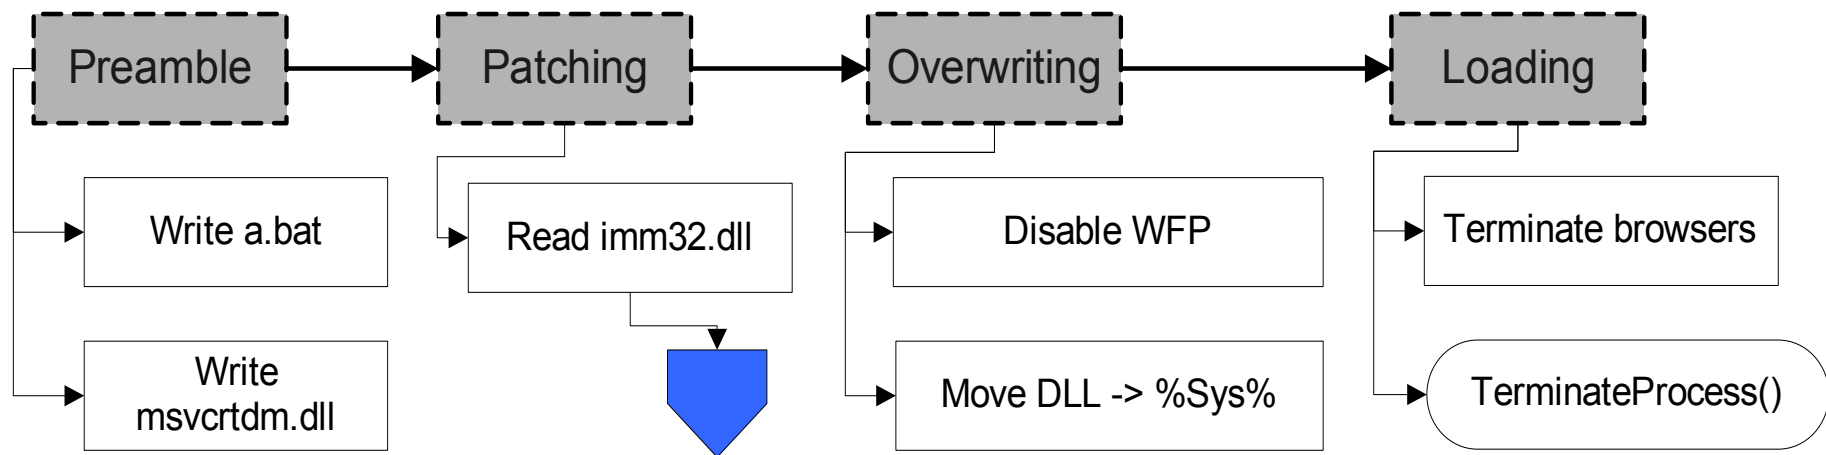 Preamble
Patching
Overwriting
Loading
Write a.bat
Read imm32.dll
Disable WFP
Terminate browsers
Write
msvcrtdm.dll
Move DLL -> %Sys%
TerminateProcess()